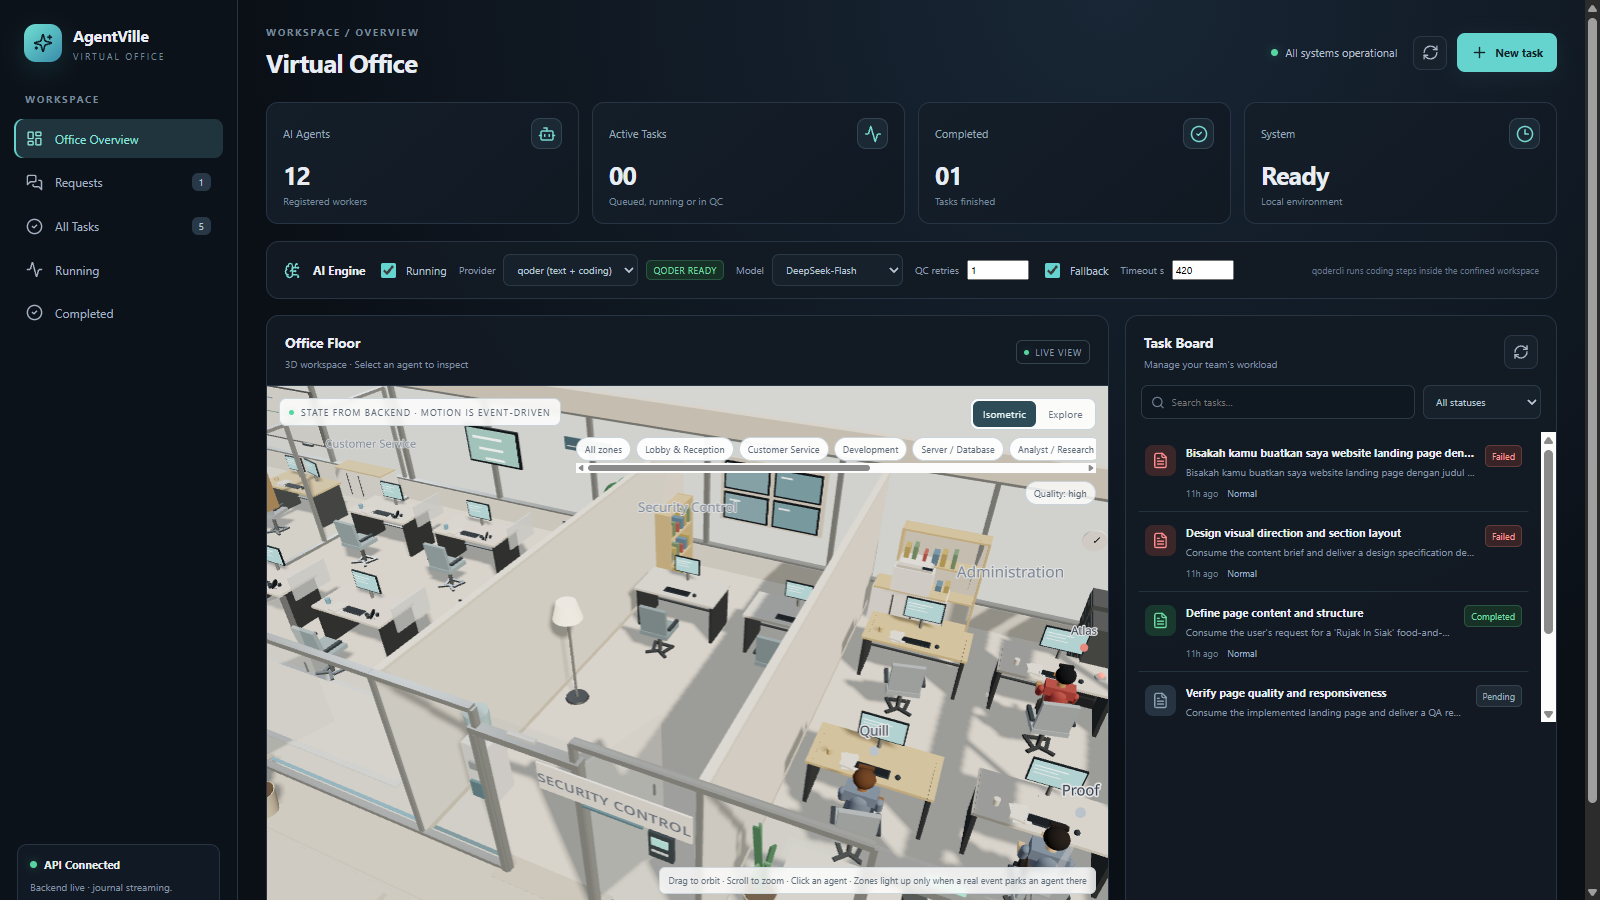 AgentVille
VIRTUAL OFFICE
WORKSPACE
Office Overview
Requests
1
All Tasks
5
Running
Completed
API Connected
Backend live · journal streaming.
WORKSPACE / OVERVIEW
Virtual Office
All systems operational
New task
AI Agents
12
Registered workers
Active Tasks
00
Queued, running or in QC
Completed
01
Tasks finished
System
Ready
Local environment
AI Engine
Running
Provider
qoder (text + coding)
QODER READY
Model
DeepSeek-Flash
QC retries
1
Fallback
Timeout s
420
qodercli runs coding steps inside the confined workspace
Office Floor
3D workspace · Select an agent to inspect
LIVE VIEW
STATE FROM BACKEND · MOTION IS EVENT-DRIVEN
Isometric
Explore
All zones
Lobby & Reception
Customer Service
Development
Server / Database
Analyst / Research
Quality: high
Customer Service
Security Control
Administration
Atlas
Quill
Proof
SECURITY CONTROL
Drag to orbit · Scroll to zoom · Click an agent · Zones light up only when a real event parks an agent there
Task Board
Manage your team's workload
Search tasks...
All statuses
Bisakah kamu buatkan saya website landing page den...
Failed
Bisakah kamu buatkan saya website landing page dengan judul ...
11h ago
Normal
Design visual direction and section layout
Failed
Consume the content brief and deliver a design specification de...
11h ago
Normal
Define page content and structure
Completed
Consume the user's request for a 'Rujak In Siak' food-and-...
11h ago
Normal
Verify page quality and responsiveness
Pending
Consume the implemented landing page and deliver a QA re...